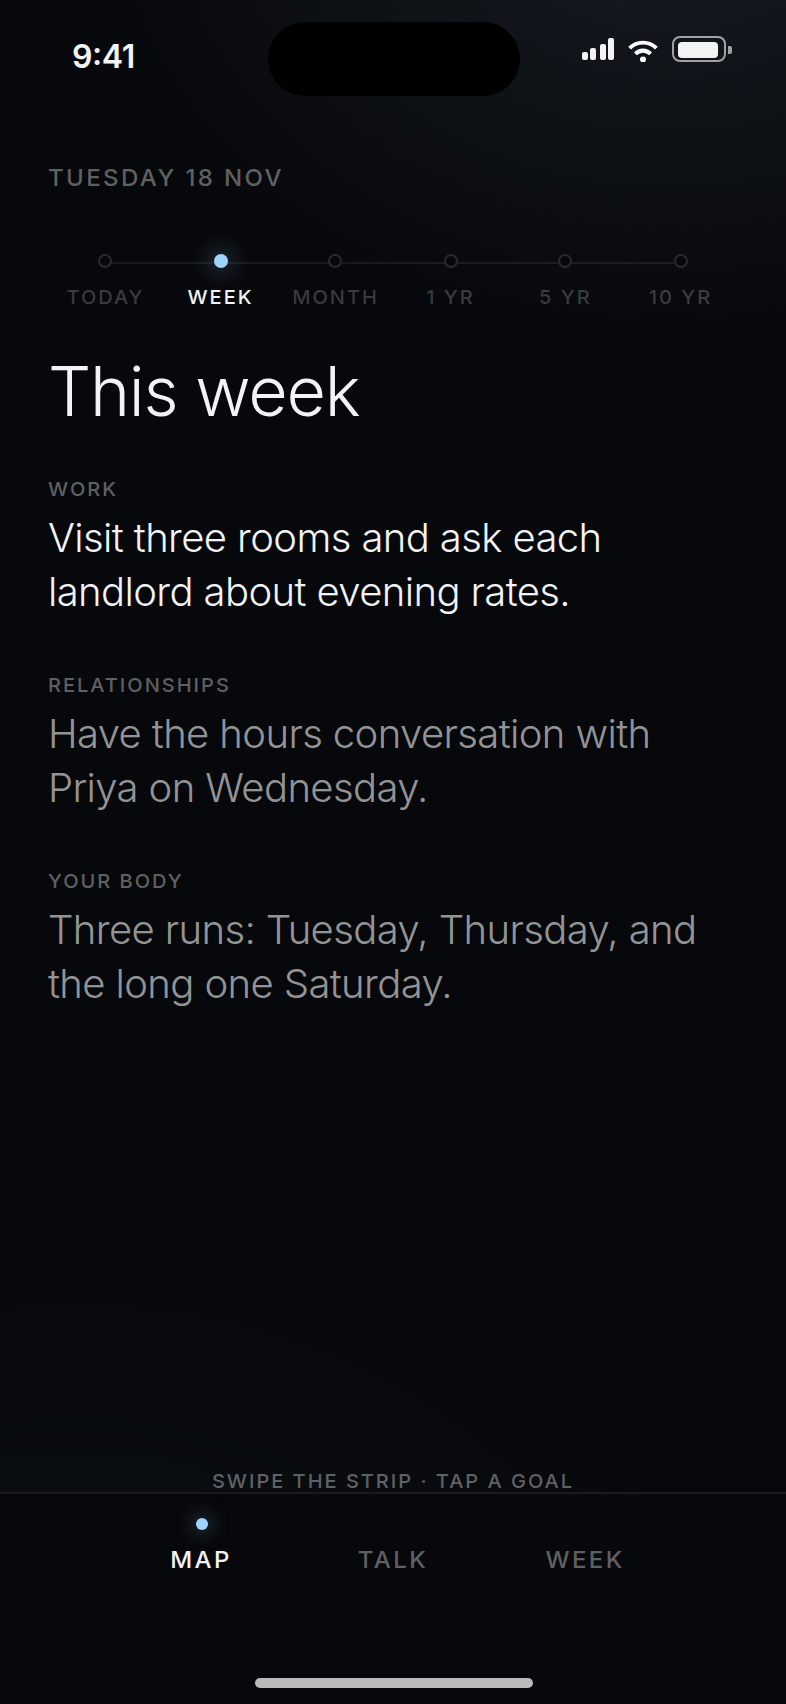 9:41
TUESDAY 18 NOV
TODAY WEEK MONTH 1 YR 5 YR 10 YR
This week
WORK
Visit three rooms and ask each
landlord about evening rates.
RELATIONSHIPS
Have the hours conversation with
Priya on Wednesday.
YOUR BODY
Three runs: Tuesday, Thursday, and
the long one Saturday.
SWIPE THE STRIP · TAP A GOAL
MAP TALK WEEK